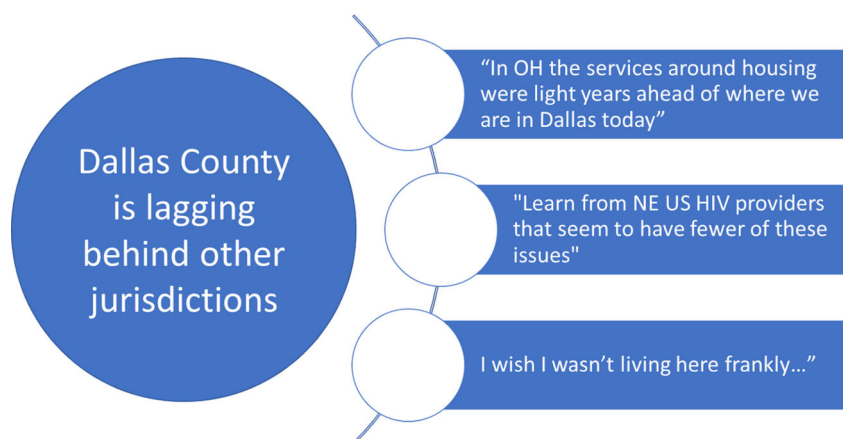 Dallas County
is lagging
behind other
jurisdictions
“In OH the services around housing
were light years ahead of where we
are in Dallas today”
"Learn from NE US HIV providers
that seem to have fewer of these
issues"
I wish I wasn’t living here frankly…”